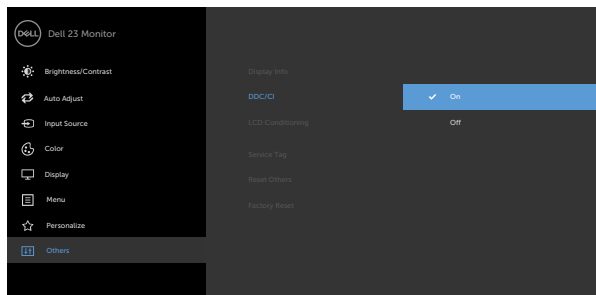 DELL
Dell 23 Monitor
Brightness/Contrast
Auto Adjust
Input Source
Color
Display
Menu
Personalize
Others
Display Info
DDC/CI
LCD Conditioning
Service Tag
Reset Others
Factory Reset
On
Off